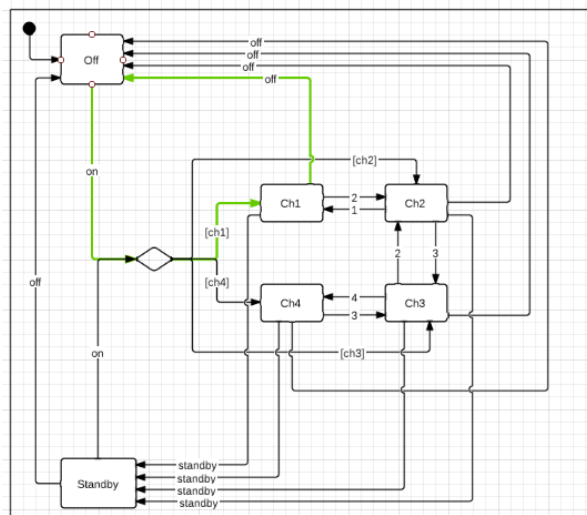 off
off
off
Off
off
on
[ch2]
Ch1
2
Ch2
1
[ch1]
2
3
off
[ch4]
Ch4
4
Ch3
3
on
[ch3]
standby
standby
Standby
standby
standby